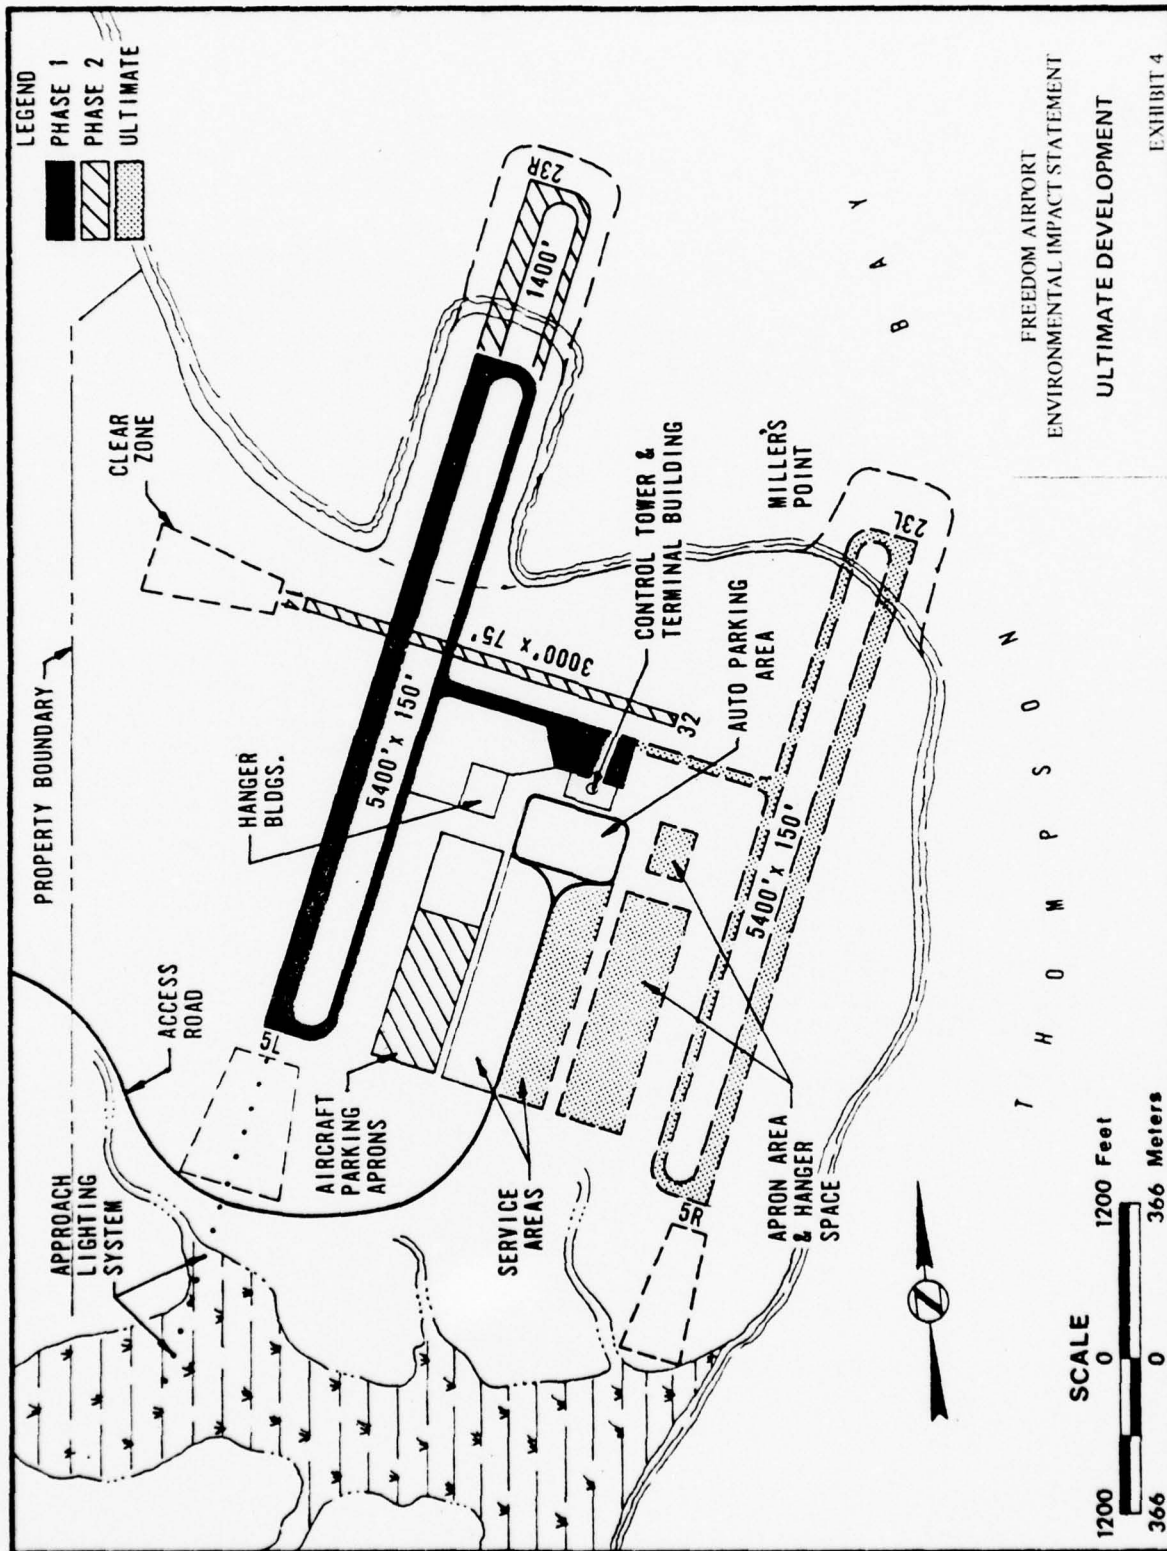 LEGEND
PHASE 1
PHASE 2
ULTIMATE
PROPERTY BOUNDARY
CLEAR
ZONE
ACCESS
ROAD
HANGER
BLDGS.
APPROACH
LIGHTING
SYSTEM
5L
5400' x 150'
1400'
23R
14
3000' x 75'
32
AIRCRAFT
PARKING
APRONS
SERVICE
AREAS
CONTROL TOWER &
TERMINAL BUILDING
AUTO PARKING
AREA
MILLER'S
POINT
5R
5400' x 150'
23L
APRON AREA
& HANGER
SPACE
THOMPSON BAY
N
SCALE
1200 0 1200 Feet
366 0 366 Meters
FREEDOM AIRPORT
ENVIRONMENTAL IMPACT STATEMENT
ULTIMATE DEVELOPMENT
EXHIBIT 4